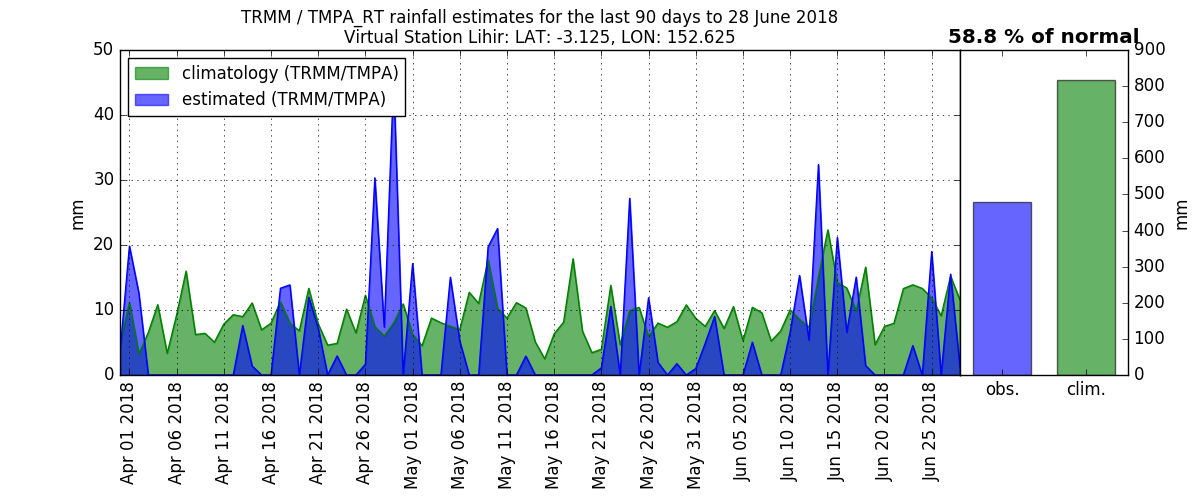 TRMM / TMPA_RT rainfall estimates for the last 90 days to 28 June 2018
Virtual Station Lihir: LAT: -3.125, LON: 152.625
58.8 % of normal
climatology (TRMM/TMPA)
estimated (TRMM/TMPA)
50
40
30
20
10
0
mm
900
800
700
600
500
400
300
200
100
0
mm
Apr 01 2018
Apr 06 2018
Apr 11 2018
Apr 16 2018
Apr 21 2018
Apr 26 2018
May 01 2018
May 06 2018
May 11 2018
May 16 2018
May 21 2018
May 26 2018
May 31 2018
Jun 05 2018
Jun 10 2018
Jun 15 2018
Jun 20 2018
Jun 25 2018
obs.
clim.